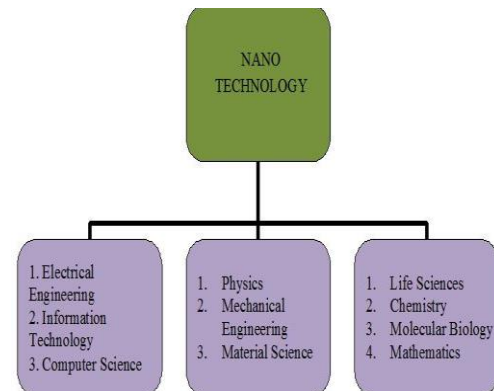 NANO
TECHNOLOGY
1. Electrical
Engineering
2. Information
Technology
3. Computer Science
1. Physics
2. Mechanical
Engineering
3. Material Science
1. Life Sciences
2. Chemistry
3. Molecular Biology
4. Mathematics